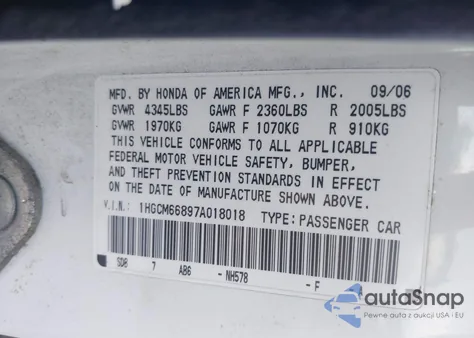 MFD. BY HONDA OF AMERICA MFG., INC. 09/06
GVWR 4345LBS GAWR F 2360LBS R 2005LBS
GVWR 1970KG GAWR F 1070KG R 910KG
THIS VEHICLE CONFORMS TO ALL APPLICABLE
FEDERAL MOTOR VEHICLE SAFETY, BUMPER,
AND THEFT PREVENTION STANDARDS IN EFFECT
ON THE DATE OF MANUFACTURE SHOWN ABOVE.
V.I.N.: 1HGCM66897A018018 TYPE: PASSENGER CAR
SDB 7 AB6 -NH578 -F A
autoSnap
Pewne auta z aukcji USA i EU